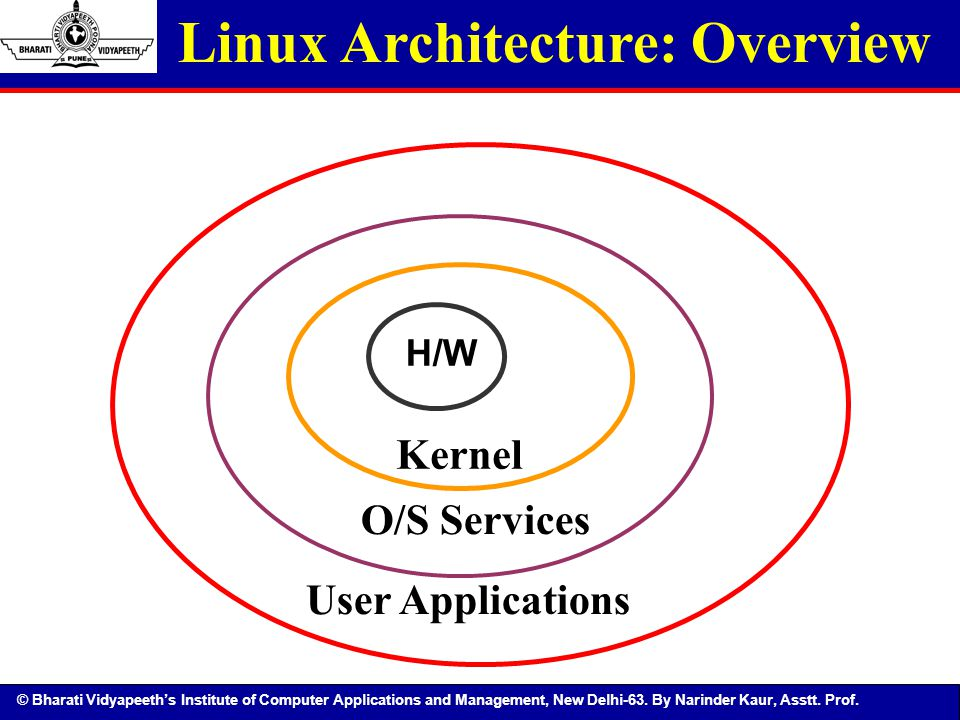 BHARATI VIDYAPEETH
PUNE
Linux Architecture: Overview
H/W
Kernel
O/S Services
User Applications
© Bharati Vidyapeeth's Institute of Computer Applications and Management, New Delhi-63. By Narinder Kaur, Asstt. Prof.